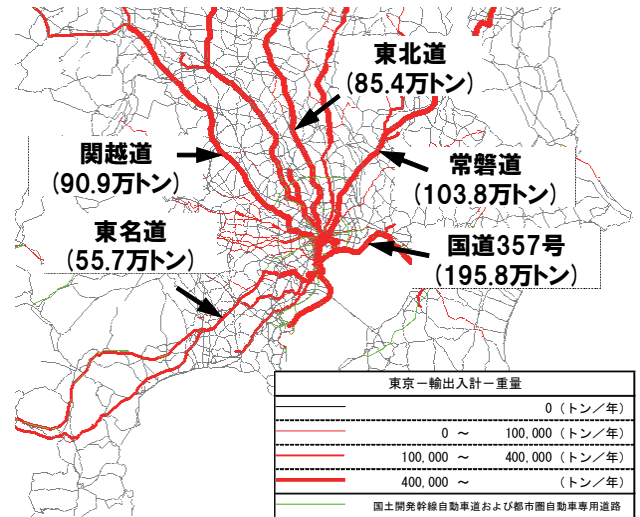 東北道
(85.4万トン)
関越道
(90.9万トン)
常磐道
(103.8万トン)
東名道
(55.7万トン)
国道357号
(195.8万トン)
東京－輸出入計－重量
0 (トン／年)
0 ～ 100,000 (トン／年)
100,000 ～ 400,000 (トン／年)
400,000 ～ (トン／年)
国土開発幹線自動車道および都市圏自動車専用道路